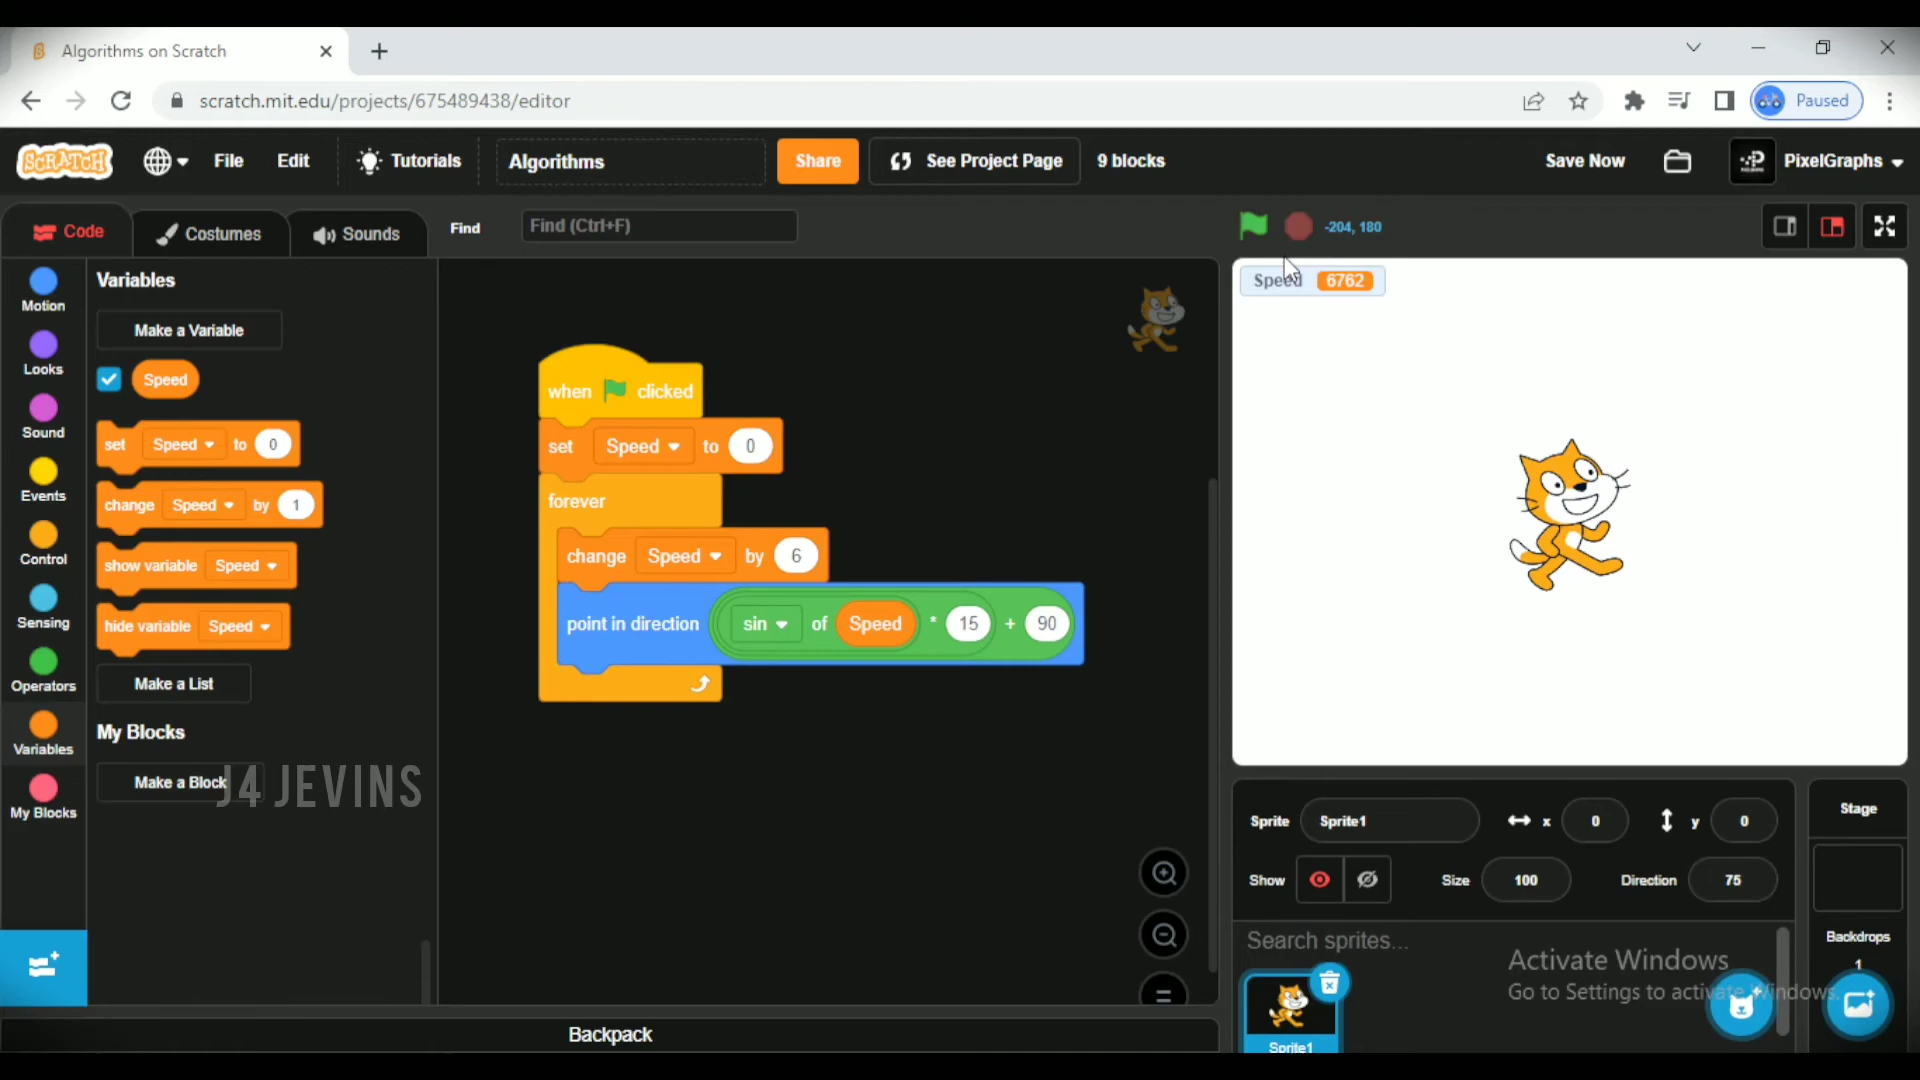 Algorithms on Scratch
scratch.mit.edu/projects/675489438/editor
Paused
SCRATCH
File
Edit
Tutorials
Algorithms
Share
See Project Page
9 blocks
Save Now
PixelGraphs
Code
Costumes
Sounds
Find
Find (Ctrl+F)
-204, 180
Motion
Looks
Sound
Events
Control
Sensing
Operators
Variables
My Blocks
Variables
Make a Variable
Speed
set Speed to 0
change Speed by 1
show variable Speed
hide variable Speed
Make a List
My Blocks
Make a Block
J4 JEVINS
when clicked
set Speed to 0
forever
change Speed by 6
point in direction sin of Speed * 15 + 90
Backpack
Speed 6762
Sprite Sprite1 x 0 y 0
Show Size 100 Direction 75
Search sprites...
Sprite1
Stage
Backdrops
1
Activate Windows
Go to Settings to activate Windows.